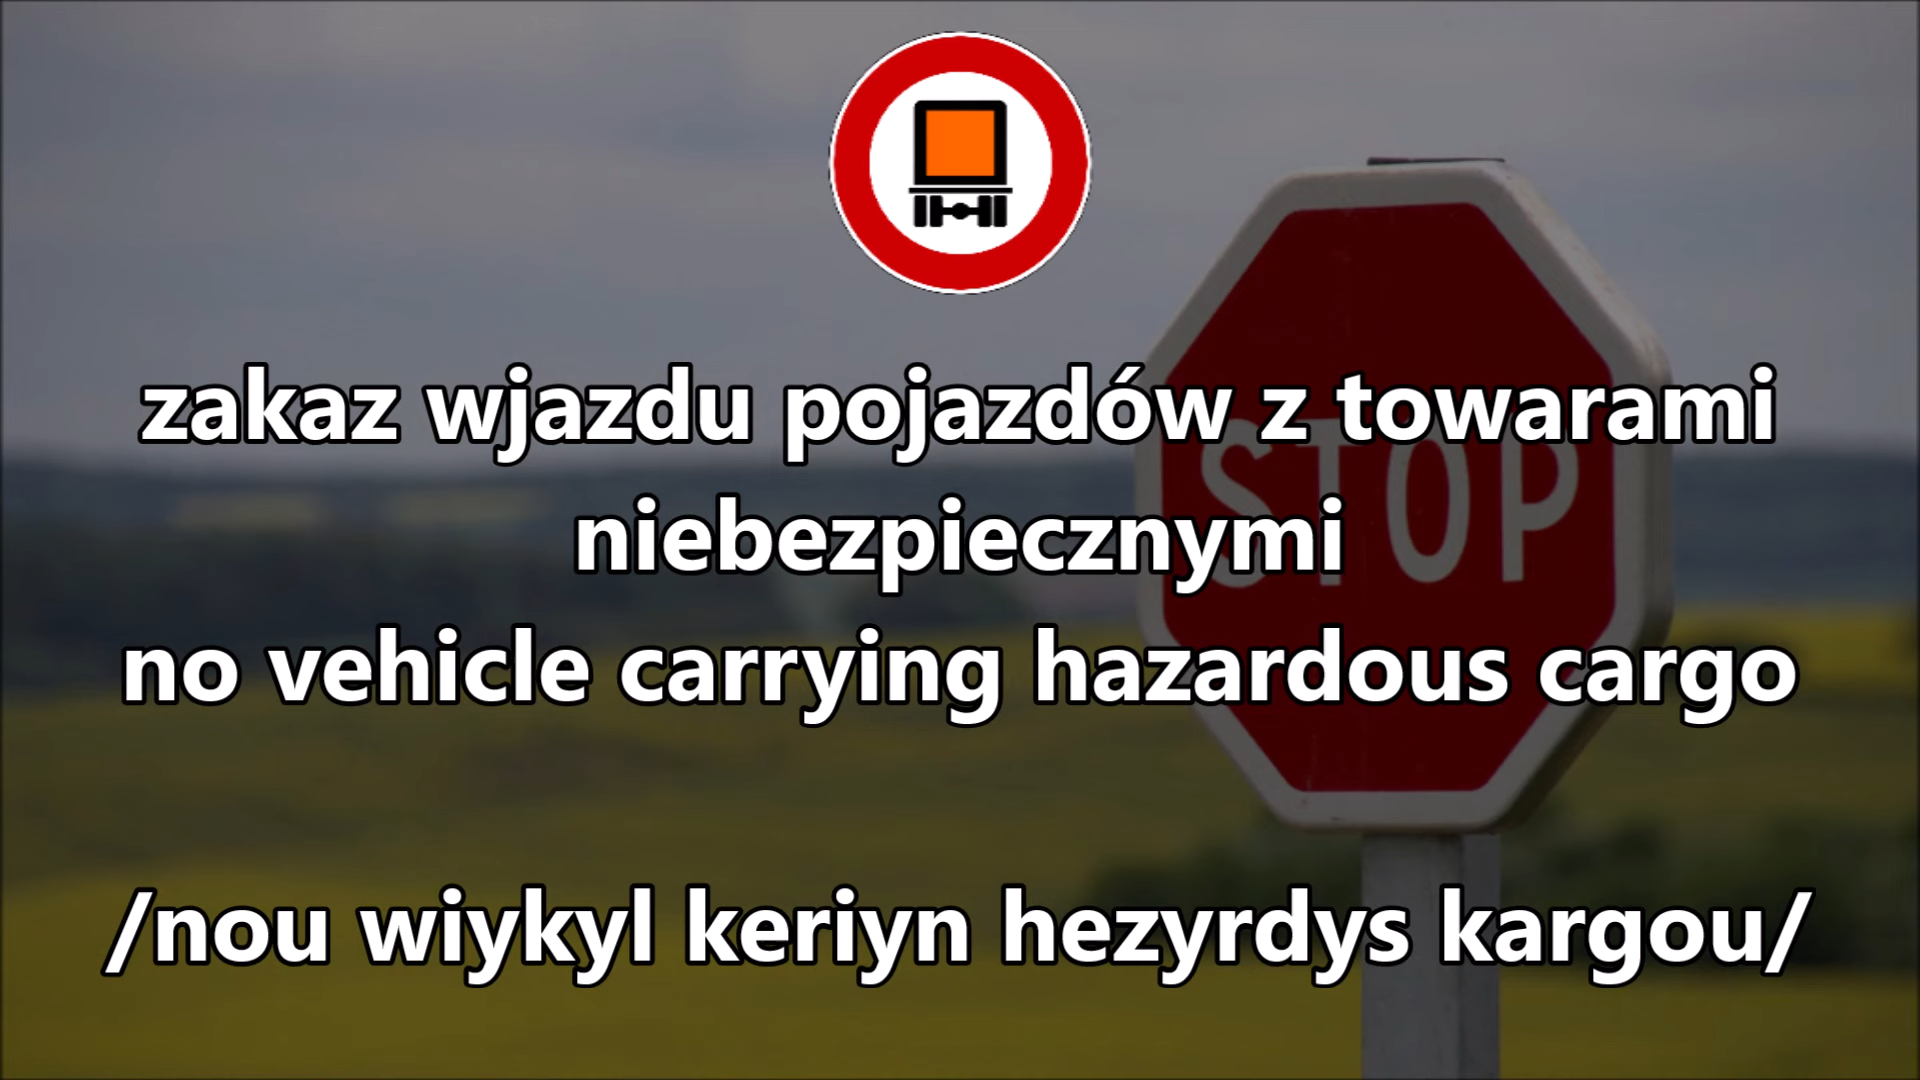 zakaz wjazdu pojazdów z towarami
niebezpiecznymi
no vehicle carrying hazardous cargo
/nou wiykyl keriyn hezyrdys kargou/
STOP